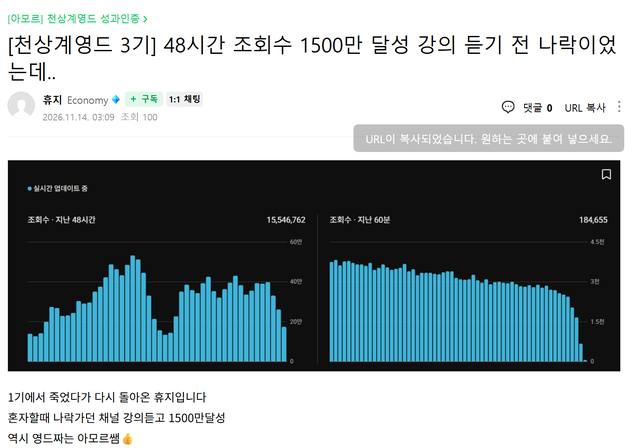 [아모르] 천상계영드 성과인증 >
[천상계영드 3기] 48시간 조회수 1500만 달성 강의 듣기 전 나락이었
는데..
휴지 Economy + 구독 1:1 채팅
2026.11.14. 03:09 조회 100
댓글 0 URL 복사
URL이 복사되었습니다. 원하는 곳에 붙여 넣으세요.
실시간 업데이트 중
조회수 · 지난 48시간 15,546,762
60만
40만
20만
0
조회수 · 지난 60분 184,655
4.5천
3천
1.5천
0
1기에서 죽었다가 다시 돌아온 휴지입니다
혼자할때 나락가던 채널 강의듣고 1500만달성
역시 영드짜는 아모르쌤👍